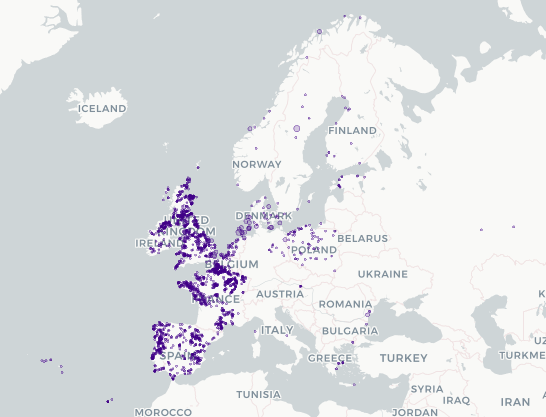 ICELAND
FINLAND
NORWAY
DENMARK
UNITED
KINGDOM
IRELAND
BELARUS
POLAND
BELGIUM
UKRAINE
AUSTRIA
FRANCE
ROMANIA
ITALY
BULGARIA
SPAIN
GREECE
TURKEY
UZ
TURKME
SYRIA
TUNISIA
IRAQ
IRAN
MOROCCO
JORDAN
K